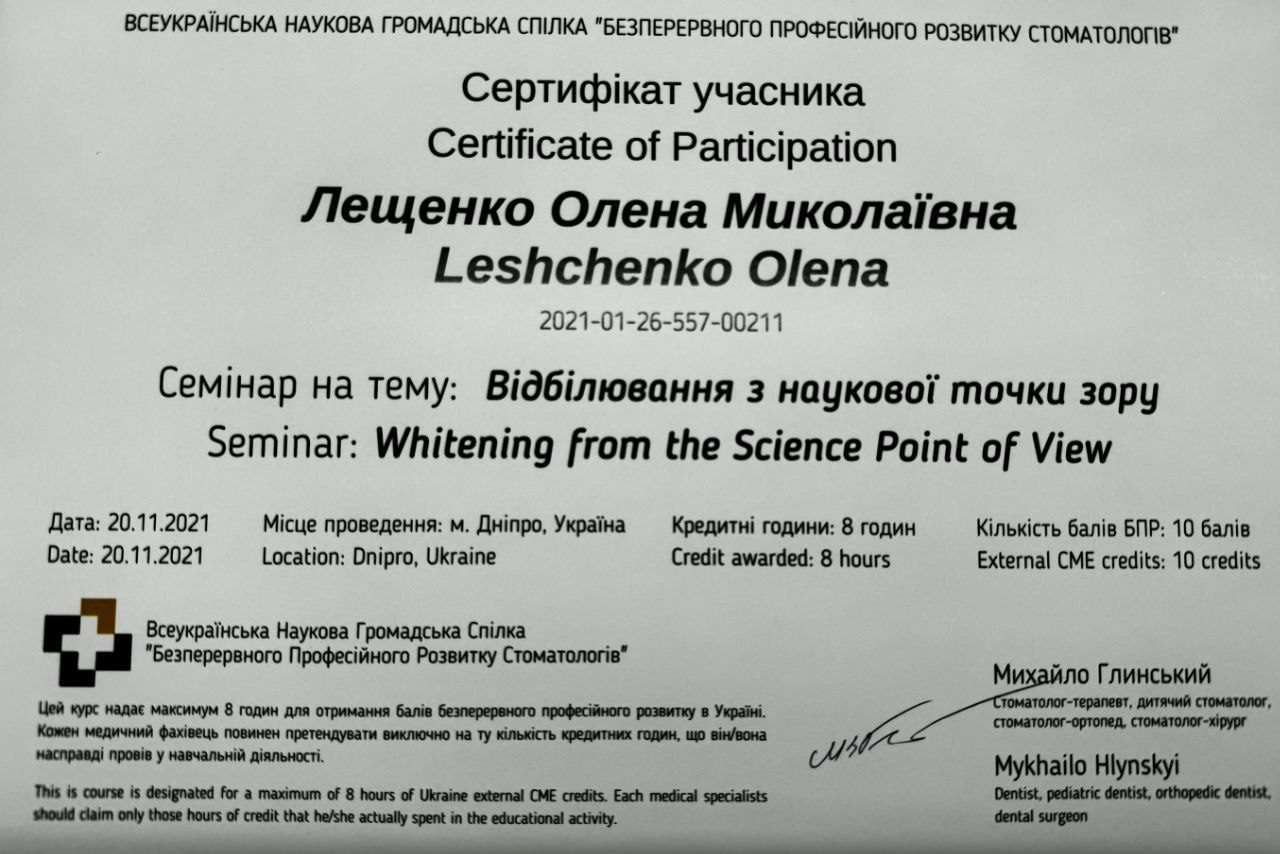 ВСЕУКРАЇНСЬКА НАУКОВА ГРОМАДСЬКА СПІЛКА "БЕЗПЕРЕРВНОГО ПРОФЕСІЙНОГО РОЗВИТКУ СТОМАТОЛОГІВ"
Сертифікат учасника
Certificate of Participation
Лещенко Олена Миколаївна
Leshchenko Olena
2021-01-26-557-00211
Семінар на тему: Відбілювання з наукової точки зору
Seminar: Whitening from the Science Point of View
Дата: 20.11.2021 Місце проведення: м. Дніпро, Україна Кредитні години: 8 годин Кількість балів БПР: 10 балів
Date: 20.11.2021 Location: Dnipro, Ukraine Credit awarded: 8 hours External CME credits: 10 credits
Всеукраїнська Наукова Громадська Спілка
"Безперервного Професійного Розвитку Стоматологів"
Цей курс надає максимум 8 годин для отримання балів безперервного професійного розвитку в Україні.
Кожен медичний фахівець повинен претендувати виключно на ту кількість кредитних годин, що він/вона
насправді провів у навчальній діяльності.
This is course is designated for a maximum of 8 hours of Ukraine external CME credits. Each medical specialists
should claim only those hours of credit that he/she actually spent in the educational activity.
Михайло Глинський
Стоматолог-терапевт, дитячий стоматолог,
стоматолог-ортопед, стоматолог-хірург
Mykhailo Hlynskyi
Dentist, pediatric dentist, orthopedic dentist,
dental surgeon